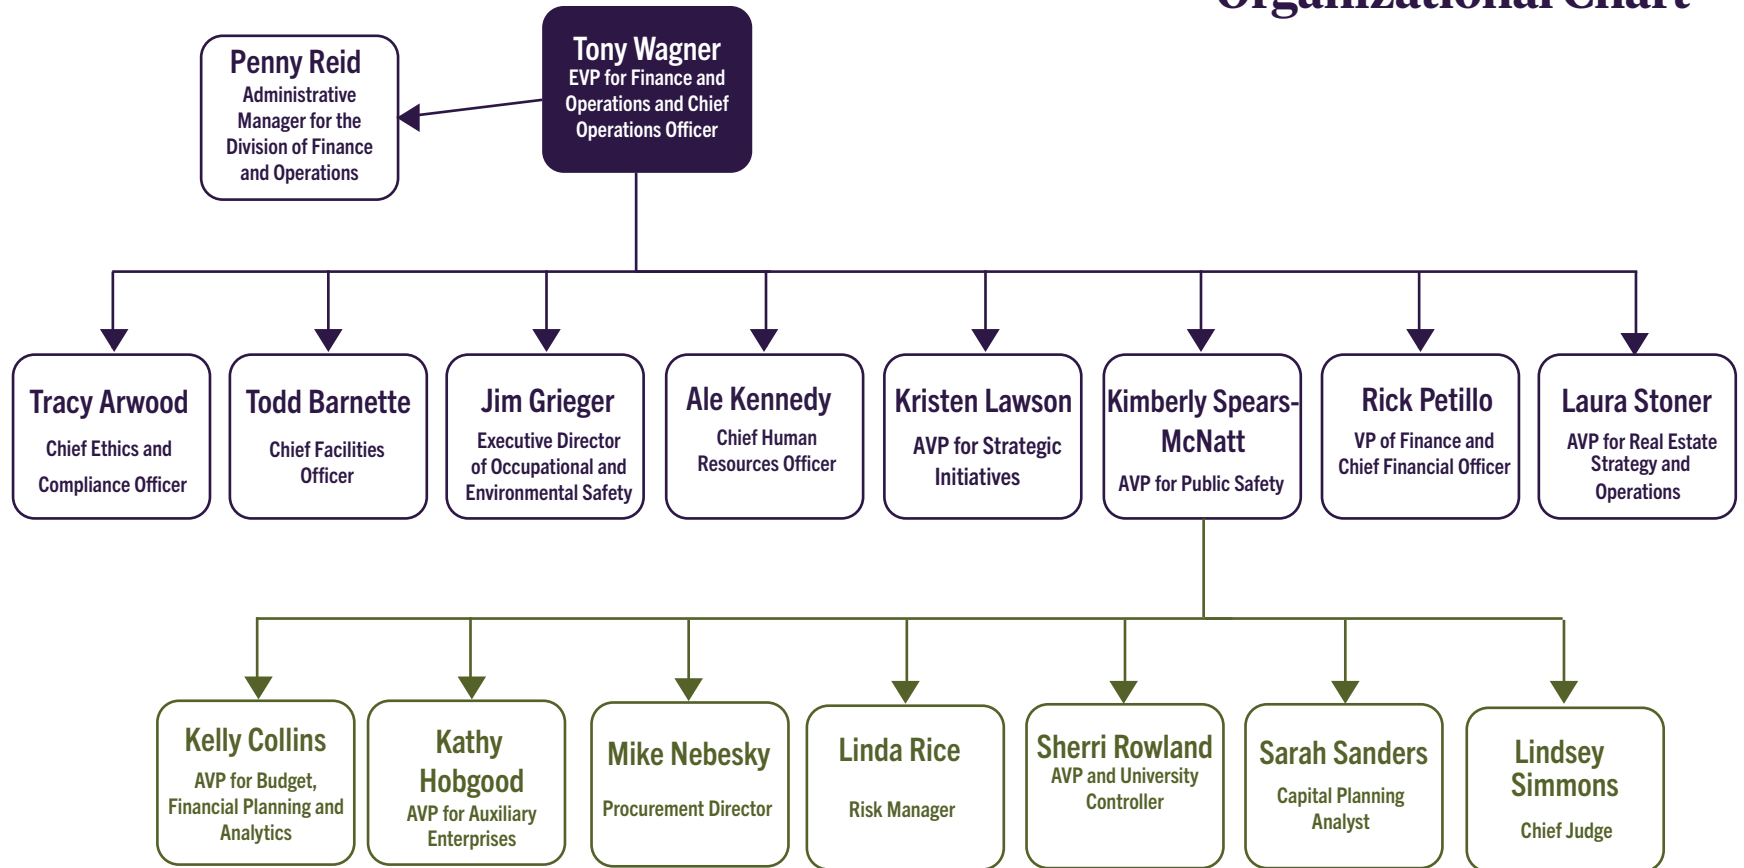 Organizational Chart
Penny Reid
Administrative
Manager for the
Division of Finance
and Operations
Tony Wagner
EVP for Finance and
Operations and Chief
Operations Officer
Tracy Arwood
Chief Ethics and
Compliance Officer
Todd Barnette
Chief Facilities
Officer
Jim Grieger
Executive Director
of Occupational and
Environmental Safety
Ale Kennedy
Chief Human
Resources Officer
Kristen Lawson
AVP for Strategic
Initiatives
Kimberly Spears-
McNatt
AVP for Public Safety
Rick Petillo
VP of Finance and
Chief Financial Officer
Laura Stoner
AVP for Real Estate
Strategy and
Operations
Kelly Collins
AVP for Budget,
Financial Planning and
Analytics
Kathy
Hobgood
AVP for Auxiliary
Enterprises
Mike Nebesky
Procurement Director
Linda Rice
Risk Manager
Sherri Rowland
AVP and University
Controller
Sarah Sanders
Capital Planning
Analyst
Lindsey
Simmons
Chief Judge